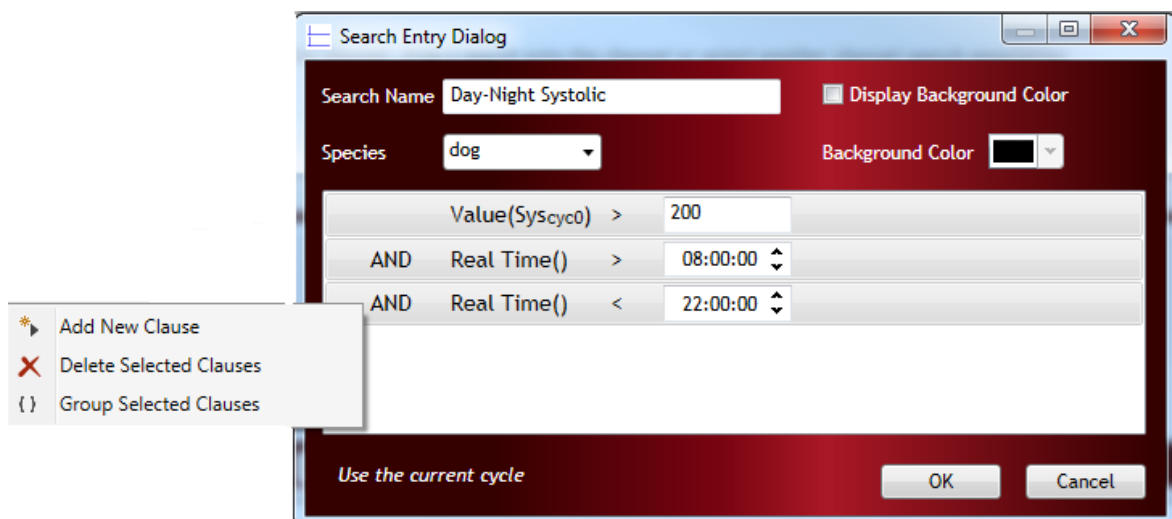 Search Entry Dialog
Search Name Day-Night Systolic Display Background Color
Species dog Background Color
Value(Syscyc0) > 200
AND Real Time() > 08:00:00
AND Real Time() < 22:00:00
Add New Clause
Delete Selected Clauses
{ } Group Selected Clauses
Use the current cycle OK Cancel